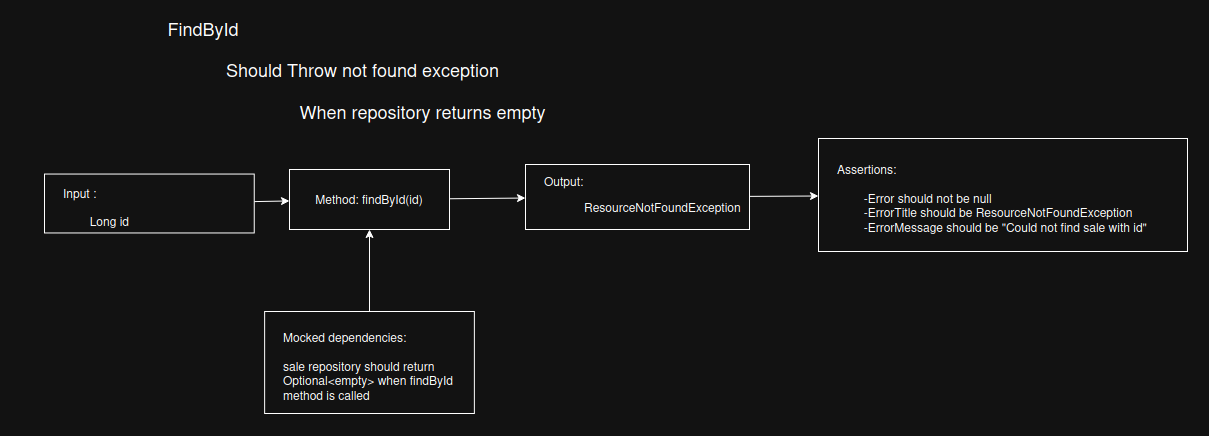 FindById
Should Throw not found exception
When repository returns empty
Input :
Long id
Method: findById(id)
Output:
ResourceNotFoundException
Assertions:
-Error should not be null
-ErrorTitle should be ResourceNotFoundException
-ErrorMessage should be "Could not find sale with id"
Mocked dependencies:
sale repository should return
Optional<empty> when findById
method is called